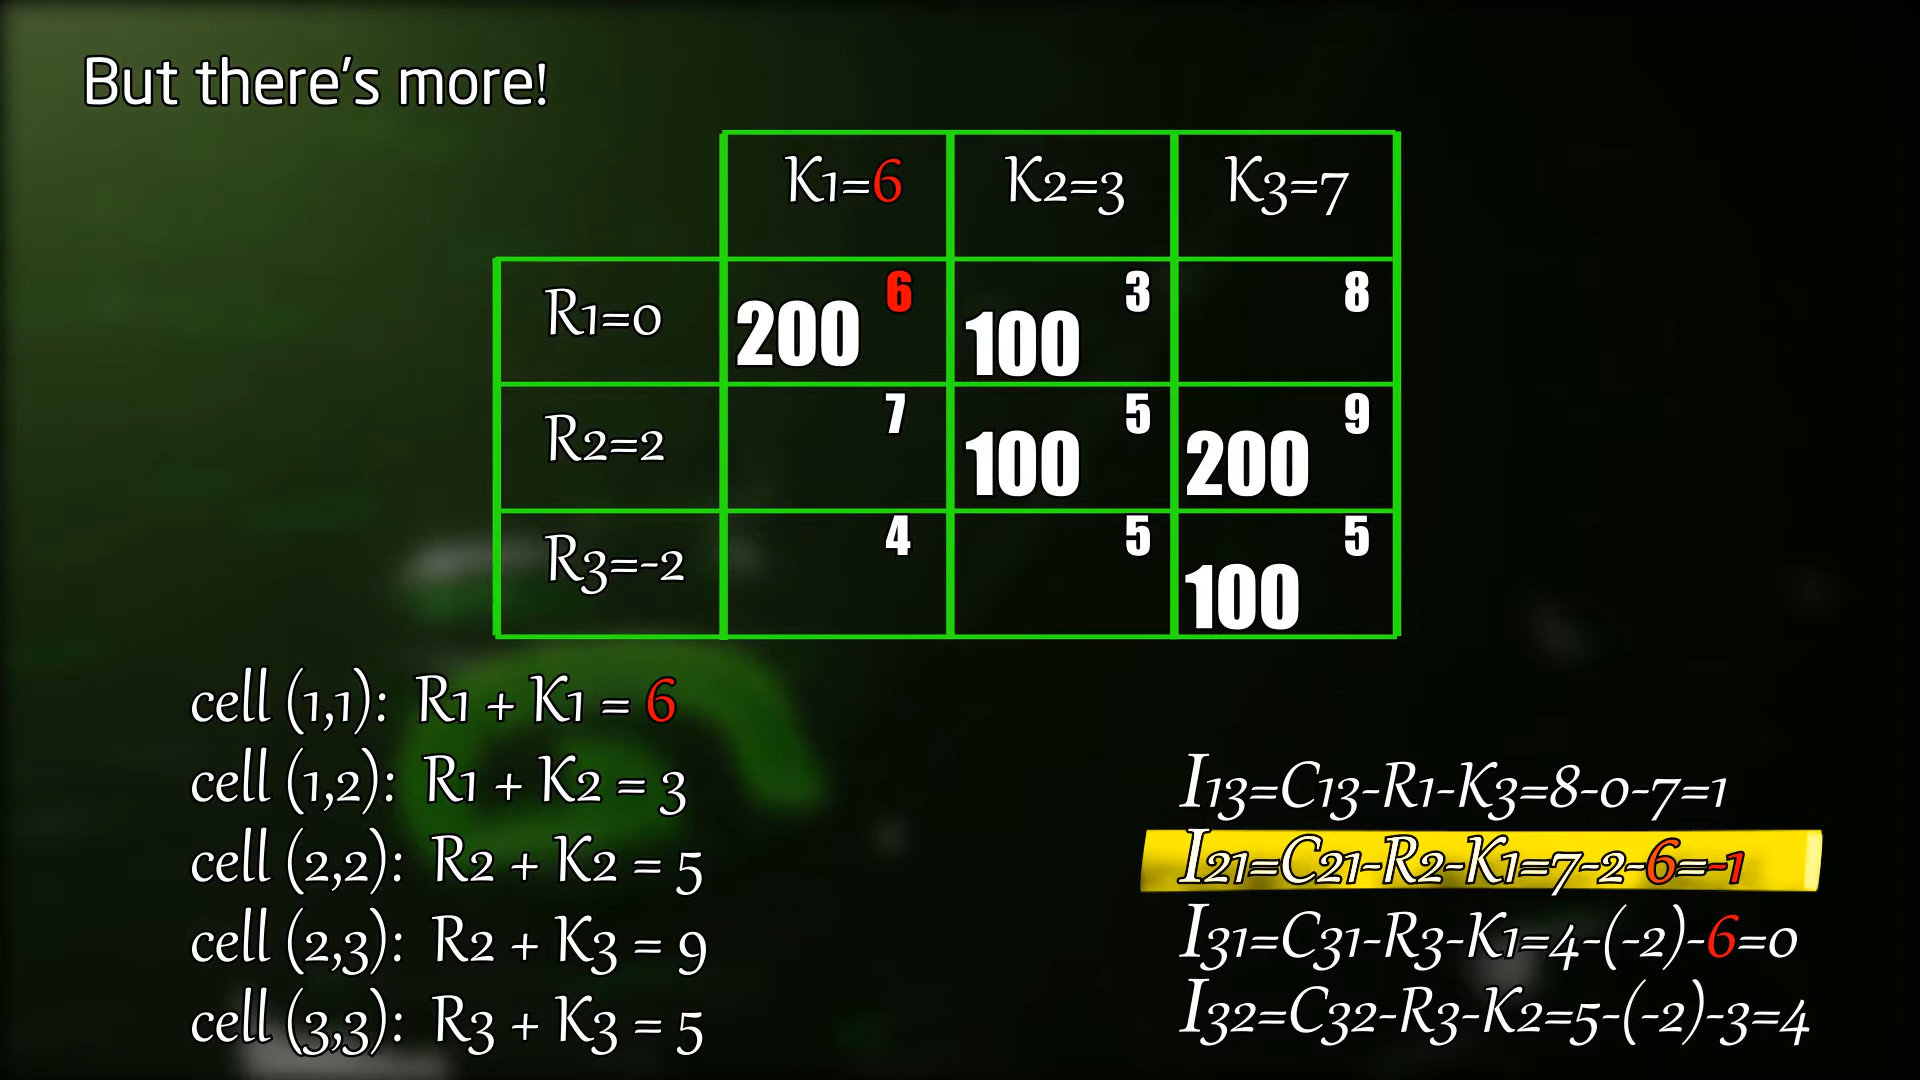 But there's more!
K1=6 K2=3 K3=7
R1=0 200 6 100 3 8
R2=2 7 100 5 200 9
R3=-2 4 5 100 5
cell (1,1): R1 + K1 = 6
cell (1,2): R1 + K2 = 3
cell (2,2): R2 + K2 = 5
cell (2,3): R2 + K3 = 9
cell (3,3): R3 + K3 = 5
I13=C13-R1-K3=8-0-7=1
I21=C21-R2-K1=7-2-6=-1
I31=C31-R3-K1=4-(-2)-6=0
I32=C32-R3-K2=5-(-2)-3=4